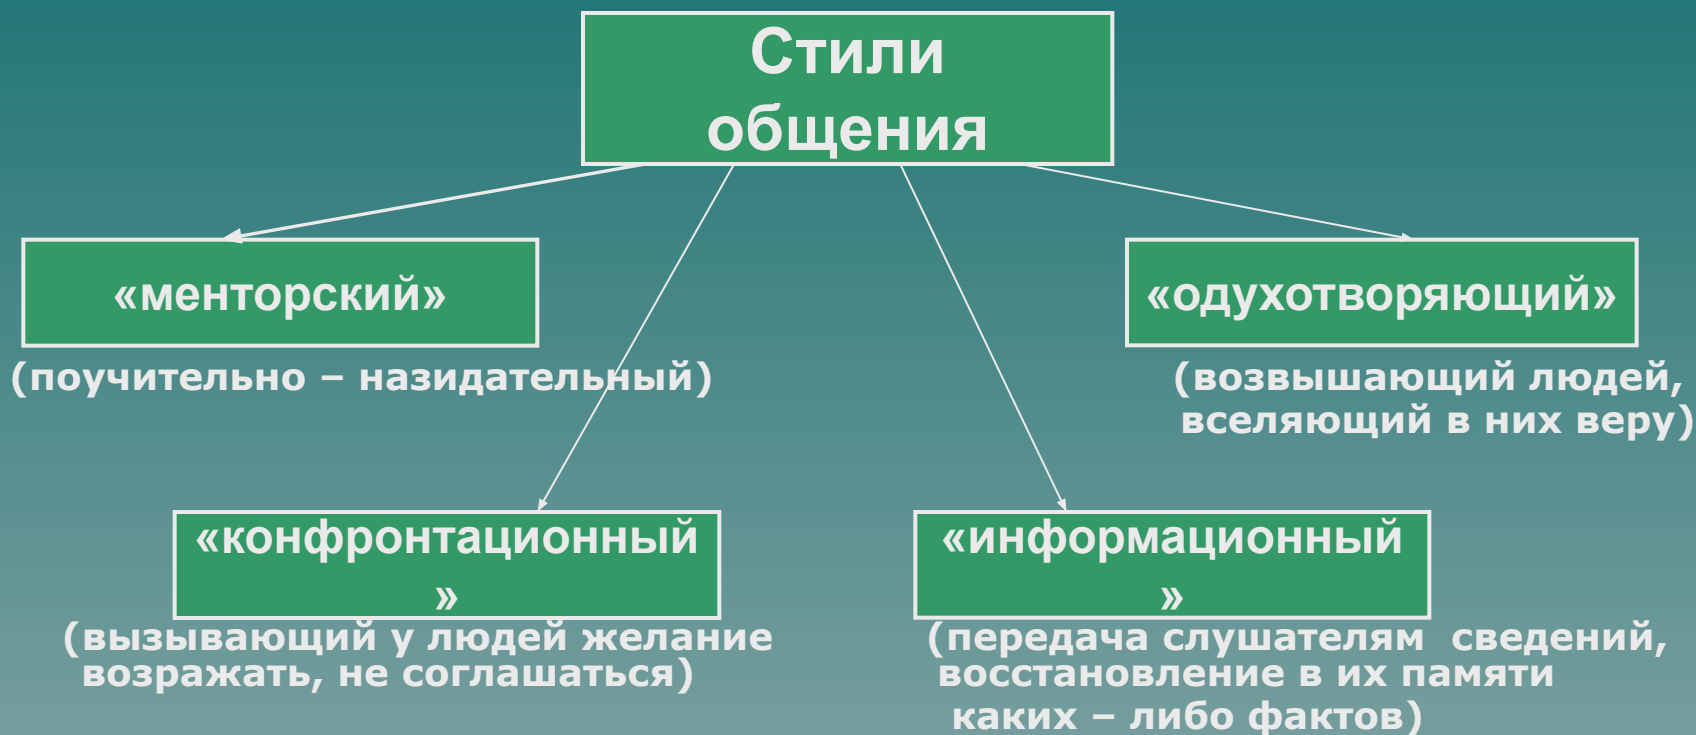 Стили
общения
«менторский»
(поучительно – назидательный)
«одухотворяющий»
(возвышающий людей,
вселяющий в них веру)
«конфронтационный
»
(вызывающий у людей желание
возражать, не соглашаться)
«информационный
»
(передача слушателям сведений,
восстановление в их памяти
каких – либо фактов)